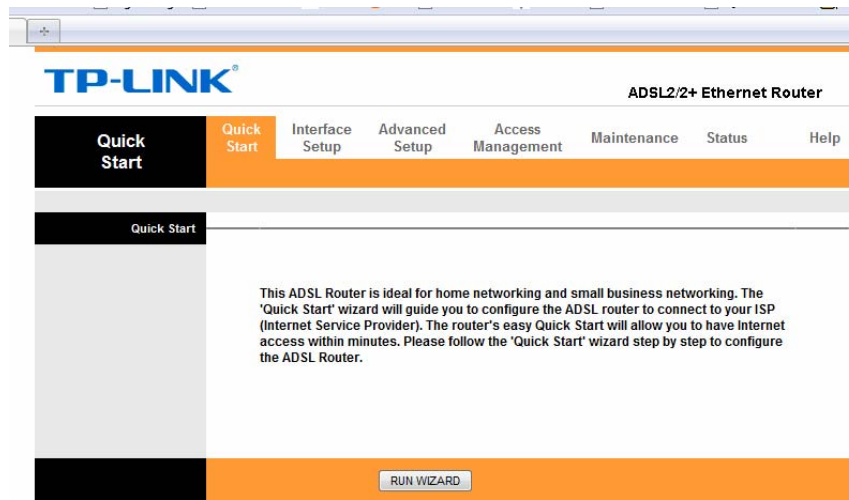 TP-LINK®
ADSL2/2+ Ethernet Router
Quick Start
Quick Start
Interface Setup
Advanced Setup
Access Management
Maintenance
Status
Help
Quick Start
This ADSL Router is ideal for home networking and small business networking. The
'Quick Start' wizard will guide you to configure the ADSL router to connect to your ISP
(Internet Service Provider). The router's easy Quick Start will allow you to have Internet
access within minutes. Please follow the 'Quick Start' wizard step by step to configure
the ADSL Router.
RUN WIZARD